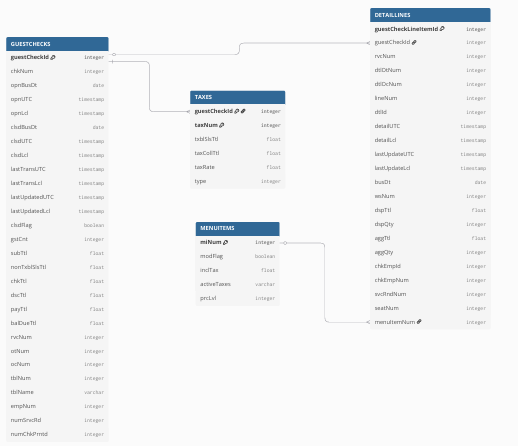 GUESTCHECKS
guestCheckId integer
chkNum integer
opnBusDt date
opnUTC timestamp
opnLcl timestamp
clsdBusDt date
clsdUTC timestamp
clsdLcl timestamp
lastTransUTC timestamp
lastTransLcl timestamp
lastUpdatedUTC timestamp
lastUpdatedLcl timestamp
clsdFlag boolean
gstCnt integer
subTtl float
nonTxblSlsTtl float
chkTtl float
dscTtl float
payTtl float
balDueTtl float
rvcNum integer
otNum integer
ocNum integer
tblNum integer
tblName varchar
empNum integer
numSrvcRd integer
numChkPrntd integer
TAXES
guestCheckId integer
taxNum integer
txblSlsTtl float
taxCollTtl float
taxRate float
type integer
MENUITEMS
miNum integer
modFlag boolean
inclTax float
activeTaxes varchar
prcLvl integer
DETAILLINES
guestCheckLineItemId integer
guestCheckId integer
rvcNum integer
dtlOtNum integer
dtlOcNum integer
lineNum integer
dtlId integer
detailUTC timestamp
detailLcl timestamp
lastUpdateUTC timestamp
lastUpdateLcl timestamp
busDt date
wsNum integer
dspTtl float
dspQty integer
aggTtl float
aggQty integer
chkEmpId integer
chkEmpNum integer
svcRndNum integer
seatNum integer
menuItemNum integer